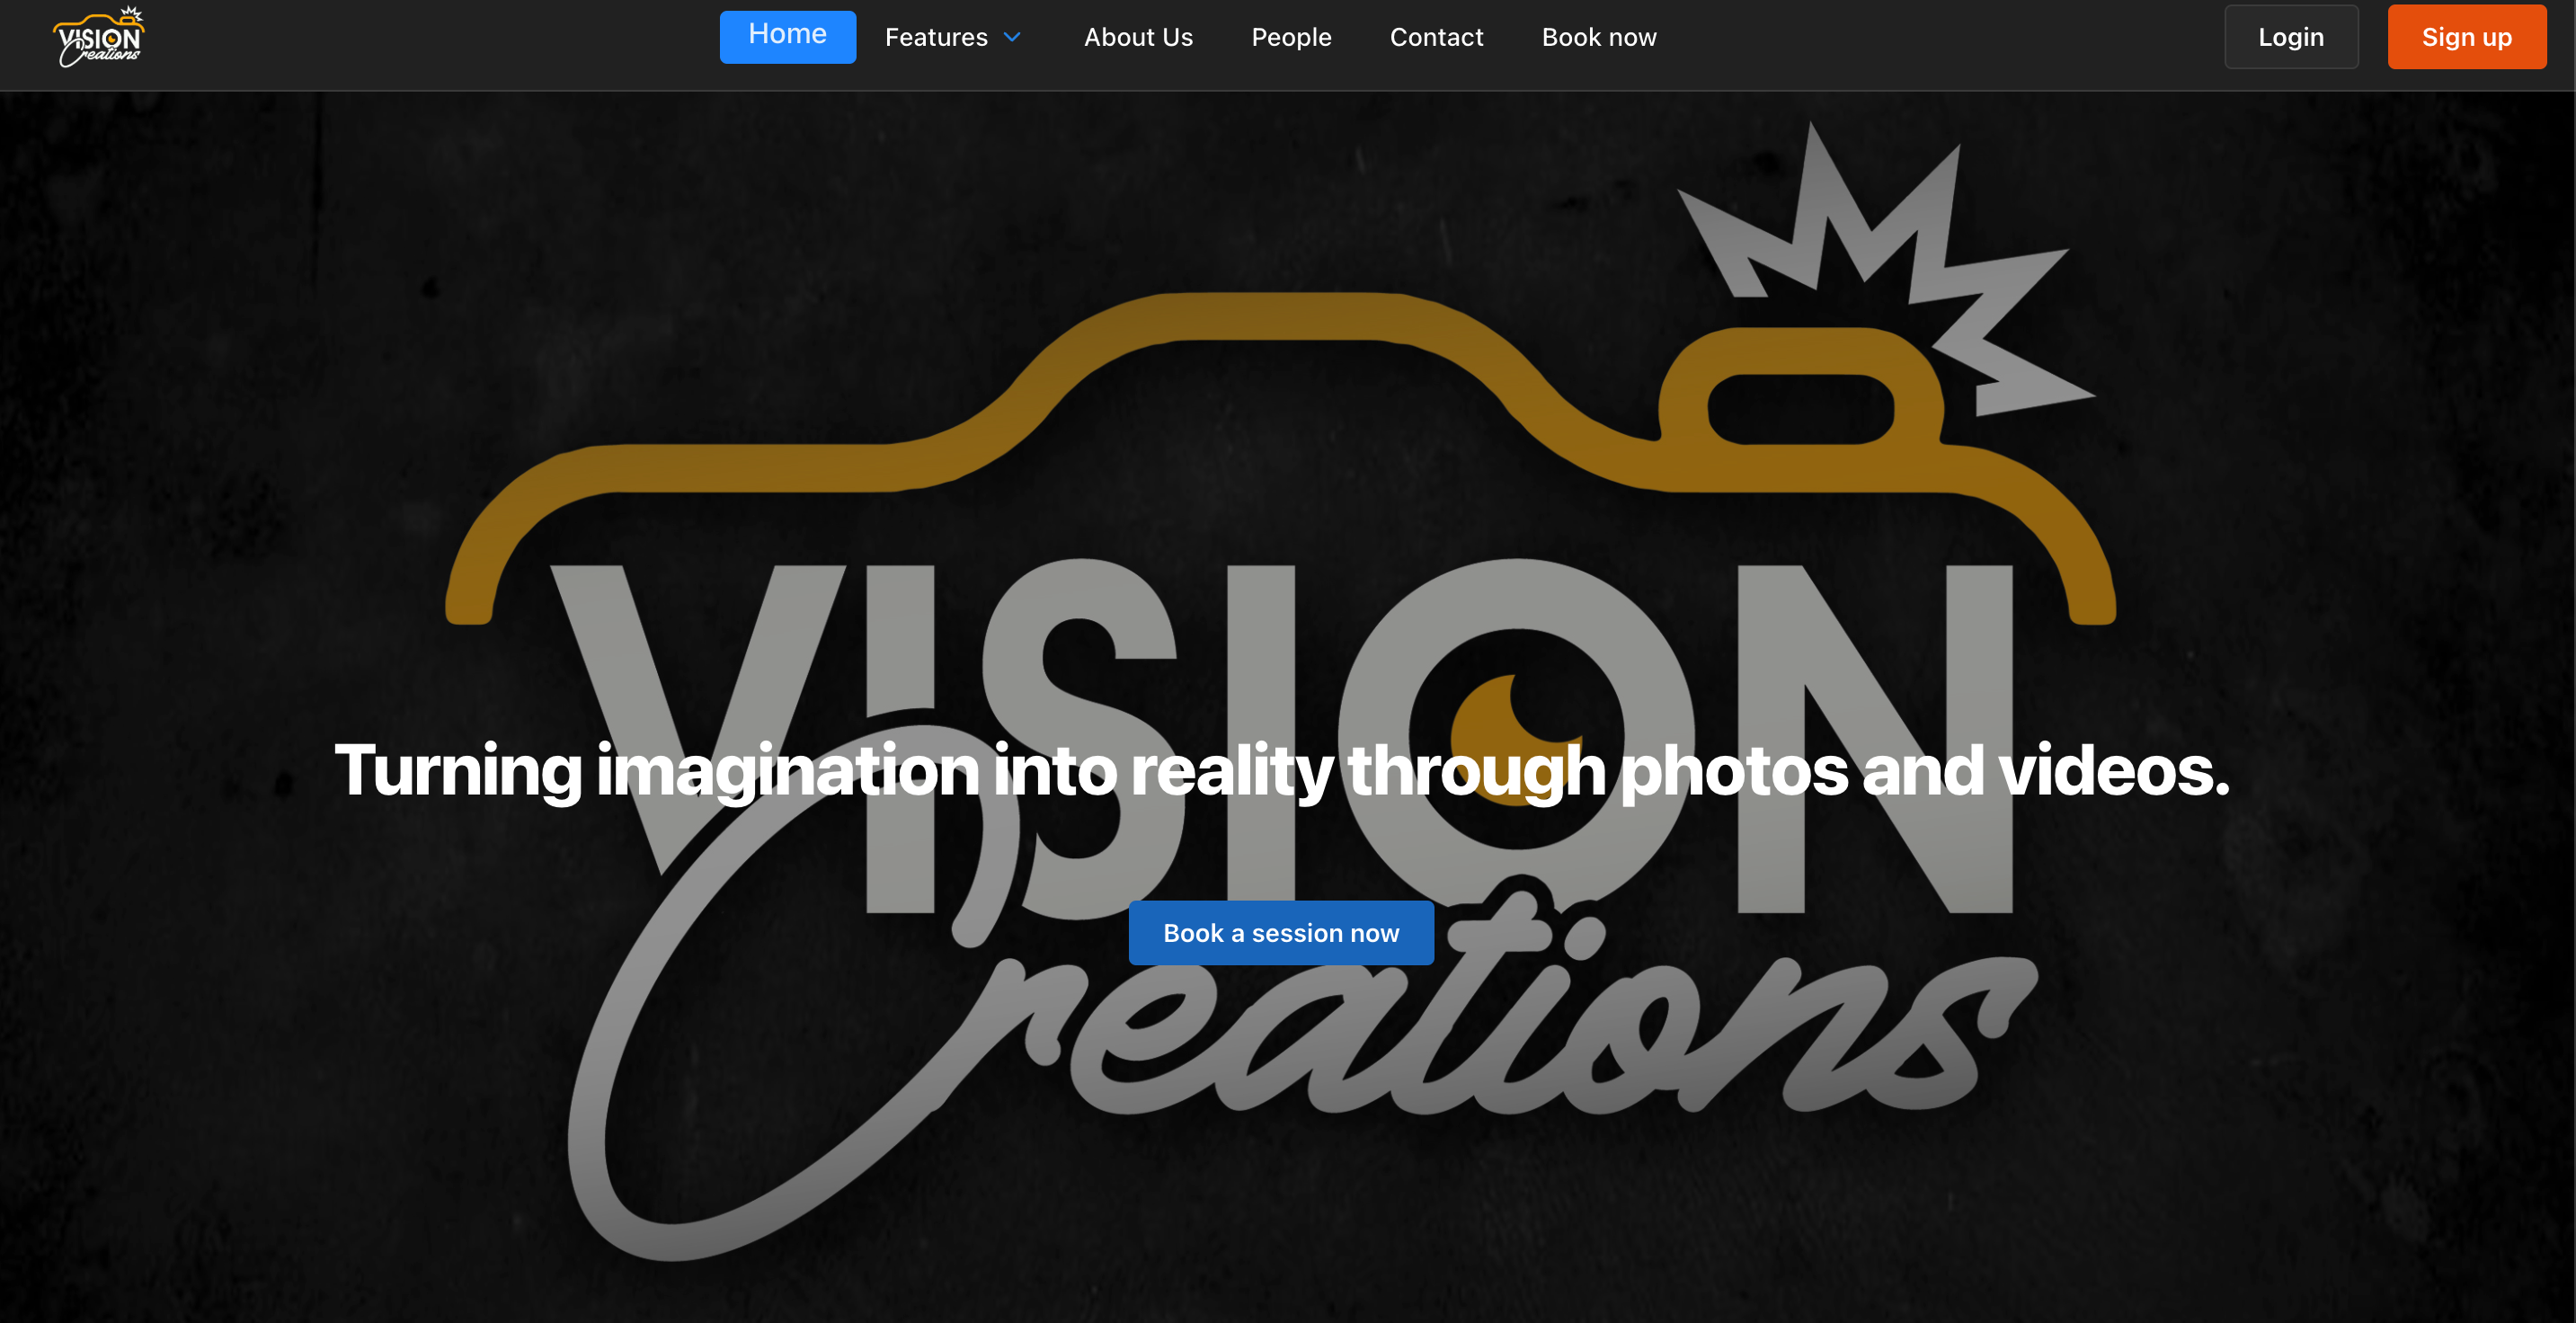 VISION
Creations
Home
Features
About Us
People
Contact
Book now
Login
Sign up
VISION
Turning imagination into reality through photos and videos.
Book a session now
Creations